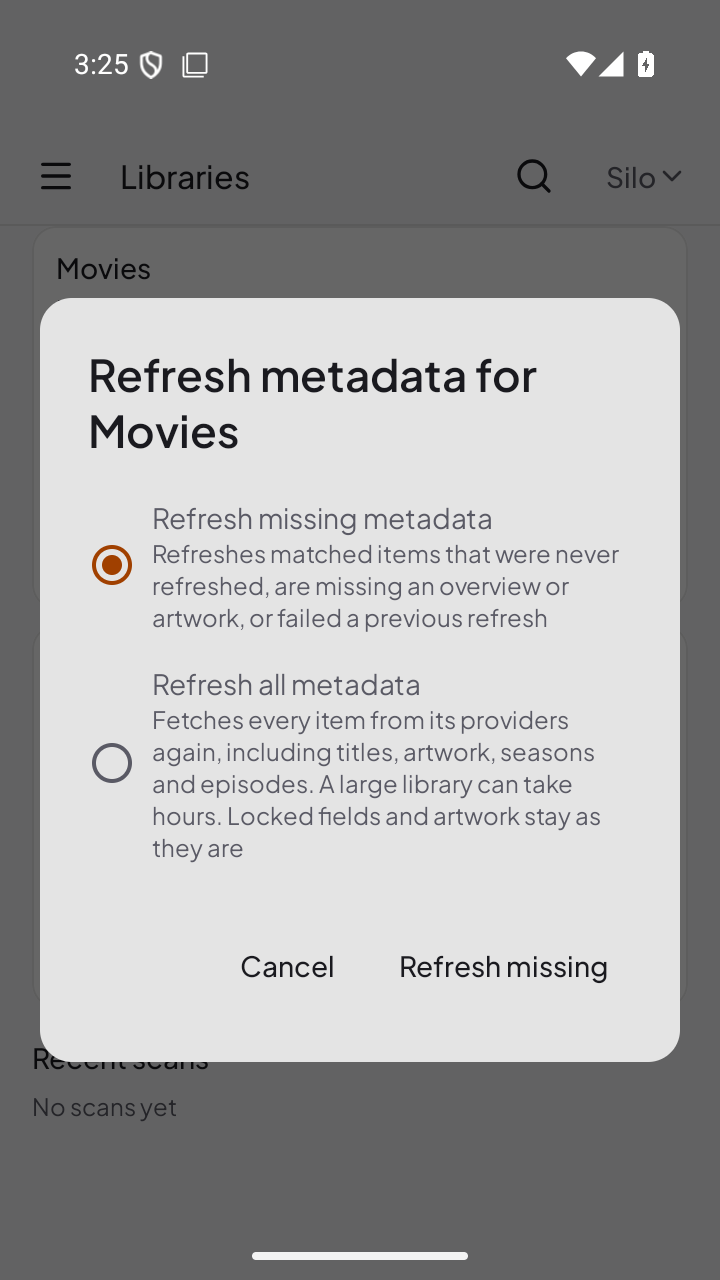 3:25
Libraries
Silo
Movies
Refresh metadata for
Movies
Refresh missing metadata
Refreshes matched items that were never
refreshed, are missing an overview or
artwork, or failed a previous refresh
Refresh all metadata
Fetches every item from its providers
again, including titles, artwork, seasons
and episodes. A large library can take
hours. Locked fields and artwork stay as
they are
Cancel
Refresh missing
Recent scans
No scans yet